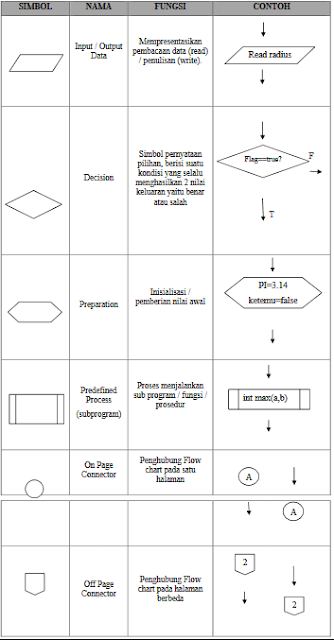 SIMBOL NAMA FUNGSI CONTOH
Input / Output
Data
Mempresentasikan
pembacaan data (read)
/ penulisan (write).
Read radius
Decision
Simbol pernyataan
pilihan, berisi suatu
kondisi yang selalu
menghasilkan 2 nilai
keluaran yaitu benar
atau salah
Flag==true?
F
T
Preparation
Inisialisasi /
pemberian nilai awal
PI=3.14
ketemu=false
Predefined
Process
(subprogram)
Proses menjalankan
sub program / fungsi /
prosedur
int max(a,b)
On Page
Connector
Penghubung Flow
chart pada satu
halaman
A
A
Off Page
Connector
Penghubung Flow
chart pada halaman
berbeda
2
2